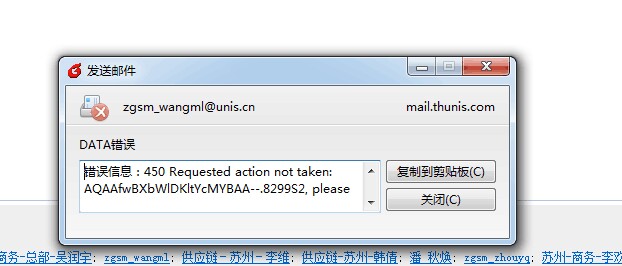 发送邮件
zgsm_wangml@unis.cn mail.thunis.com
DATA错误
错误信息：450 Requested action not taken:
AQAAfwBXbWlDKltYcMYBAA--.8299S2, please
复制到剪贴板(C)
关闭(C)
商务-总部-吴润宇; zgsm_wangml; 供应链－苏州－李维; 供应链-苏州-韩倩; 潘 秋焕; zgsm_zhouyq; 苏州-商务-李欢